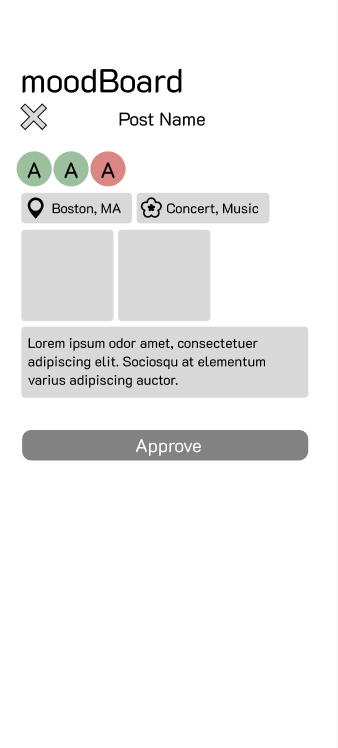 moodBoard
Post Name
A A A
Boston, MA
Concert, Music
Lorem ipsum odor amet, consectetuer
adipiscing elit. Sociosqu at elementum
varius adipiscing auctor.
Approve